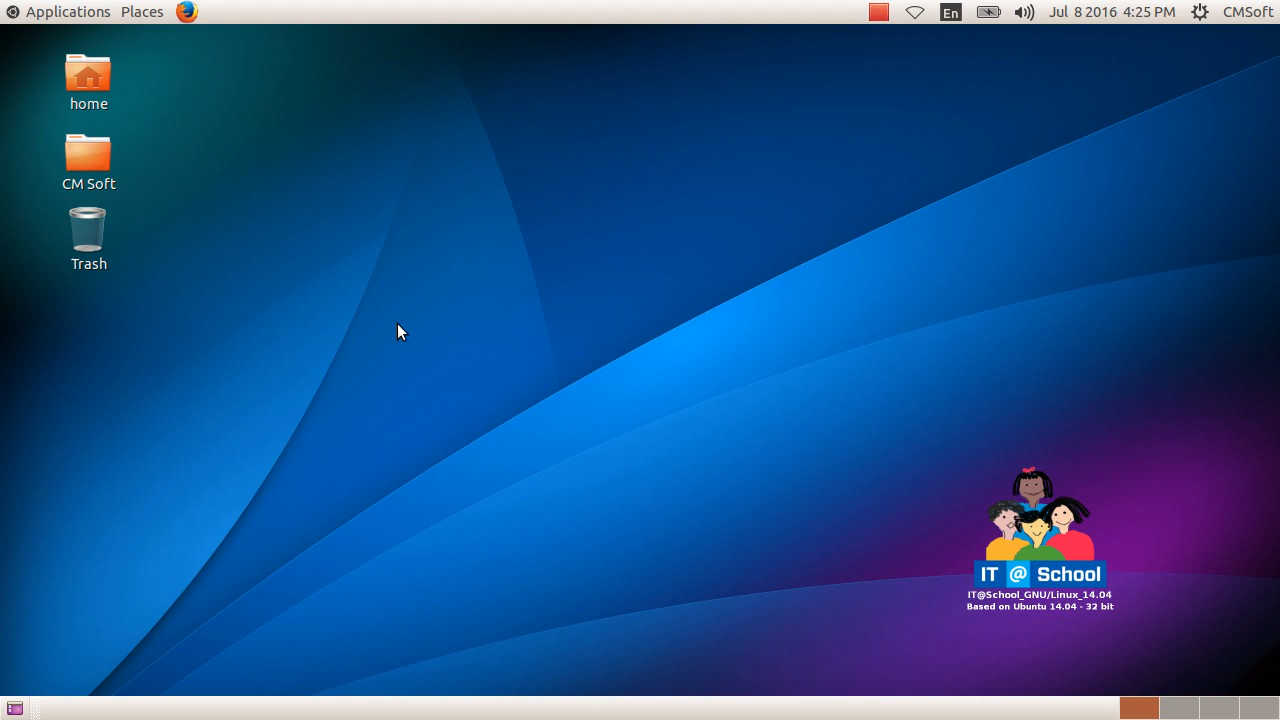 Applications Places En Jul 8 2016 4:25 PM CMSoft
home
CM Soft
Trash
IT @ School
IT@School_GNU/Linux_14.04
Based on Ubuntu 14.04 - 32 bit